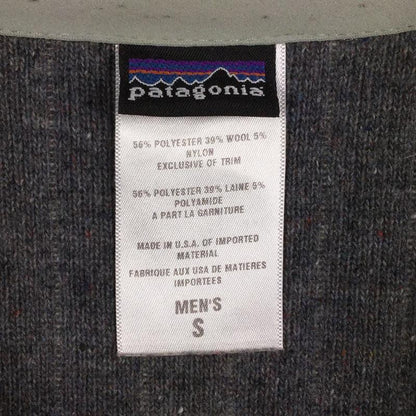 patagonia
56% POLYESTER 39% WOOL 5%
NYLON
EXCLUSIVE OF TRIM
56% POLYESTER 39% LAINE 5%
POLYAMIDE
A PART LA GARNITURE
MADE IN U.S.A. OF IMPORTED
MATERIAL
FABRIQUE AUX USA DE MATIERES
IMPORTEES
MEN'S
S